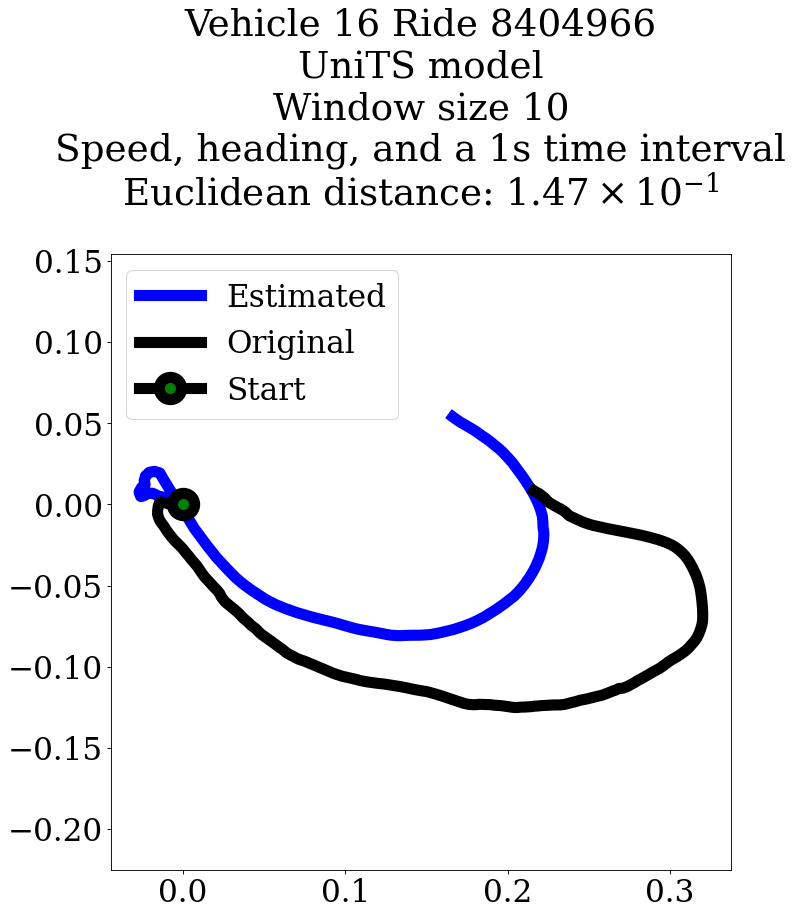 Vehicle 16 Ride 8404966
UniTS model
Window size 10
Speed, heading, and a 1s time interval
Euclidean distance: 1.47 × 10⁻¹
Estimated
Original
Start
0.15
0.10
0.05
0.00
−0.05
−0.10
−0.15
−0.20
0.0 0.1 0.2 0.3